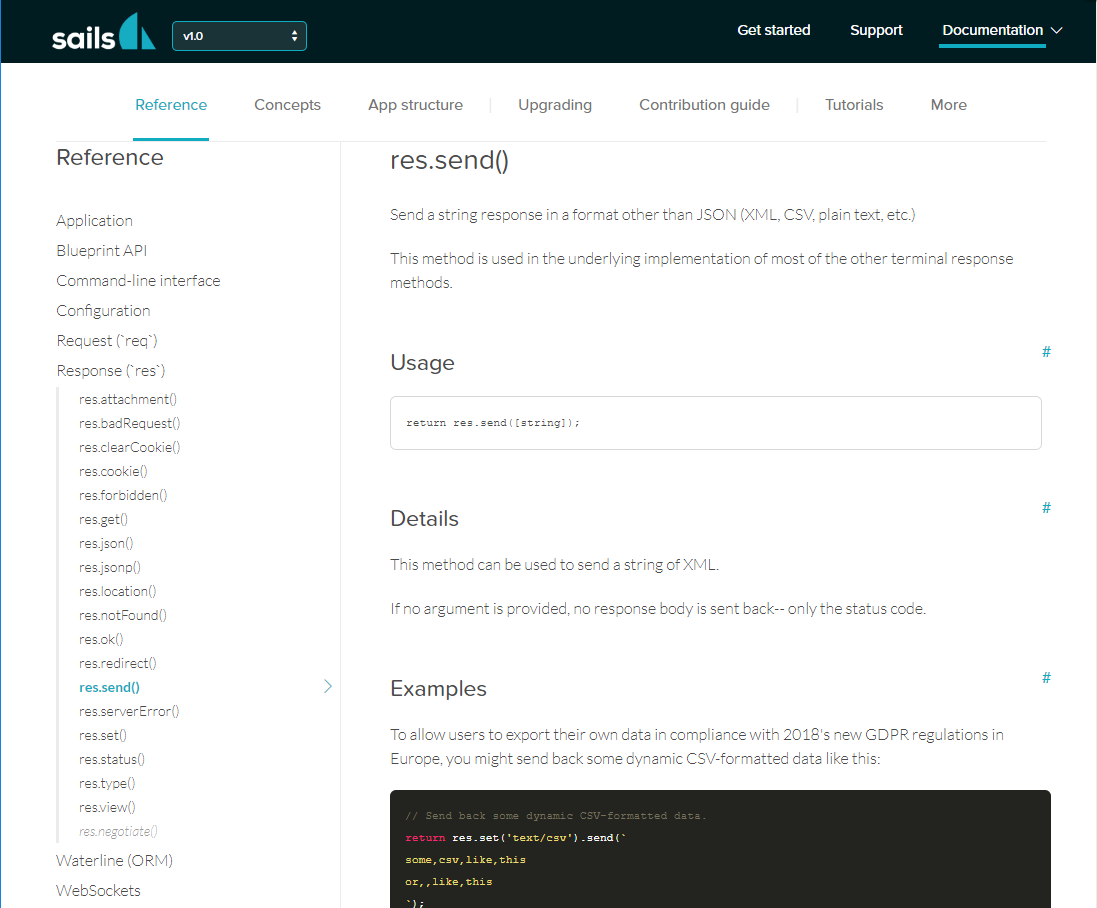 sails
v1.0
Get started
Support
Documentation
Reference
Concepts
App structure
Upgrading
Contribution guide
Tutorials
More
Reference
Application
Blueprint API
Command-line interface
Configuration
Request (`req`)
Response (`res`)
res.attachment()
res.badRequest()
res.clearCookie()
res.cookie()
res.forbidden()
res.get()
res.json()
res.jsonp()
res.location()
res.notFound()
res.ok()
res.redirect()
res.send()
res.serverError()
res.set()
res.status()
res.type()
res.view()
res.negotiate()
Waterline (ORM)
WebSockets
res.send()
Send a string response in a format other than JSON (XML, CSV, plain text, etc.)
This method is used in the underlying implementation of most of the other terminal response
methods.
Usage
#
return res.send([string]);
Details
#
This method can be used to send a string of XML.
If no argument is provided, no response body is sent back-- only the status code.
Examples
#
To allow users to export their own data in compliance with 2018's new GDPR regulations in
Europe, you might send back some dynamic CSV-formatted data like this:
// Send back some dynamic CSV-formatted data.
return res.set('text/csv').send(`
some,csv,like,this
or,,like,this
`);